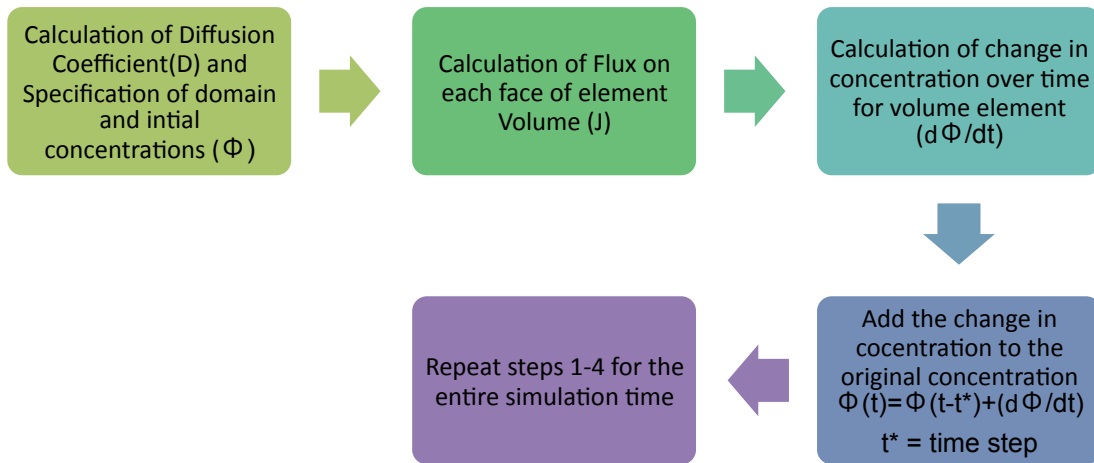 Calculation of Diffusion
Coefficient(D) and
Specification of domain
and intial
concentrations (Φ)
Calculation of Flux on
each face of element
Volume (J)
Calculation of change in
concentration over time
for volume element
(dΦ/dt)
Add the change in
cocentration to the
original concentration
Φ(t)=Φ(t-t*)+(dΦ/dt)
t* = time step
Repeat steps 1-4 for the
entire simulation time